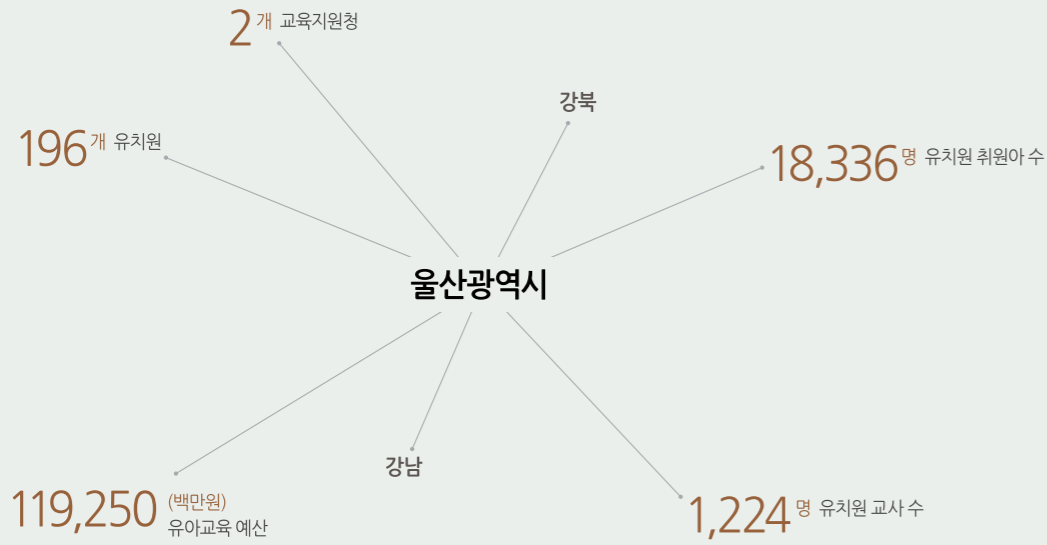 2개 교육지원청
강북
196개 유치원
18,336명 유치원 취원아 수
울산광역시
강남
119,250 (백만원)
유아교육 예산
1,224명 유치원 교사 수